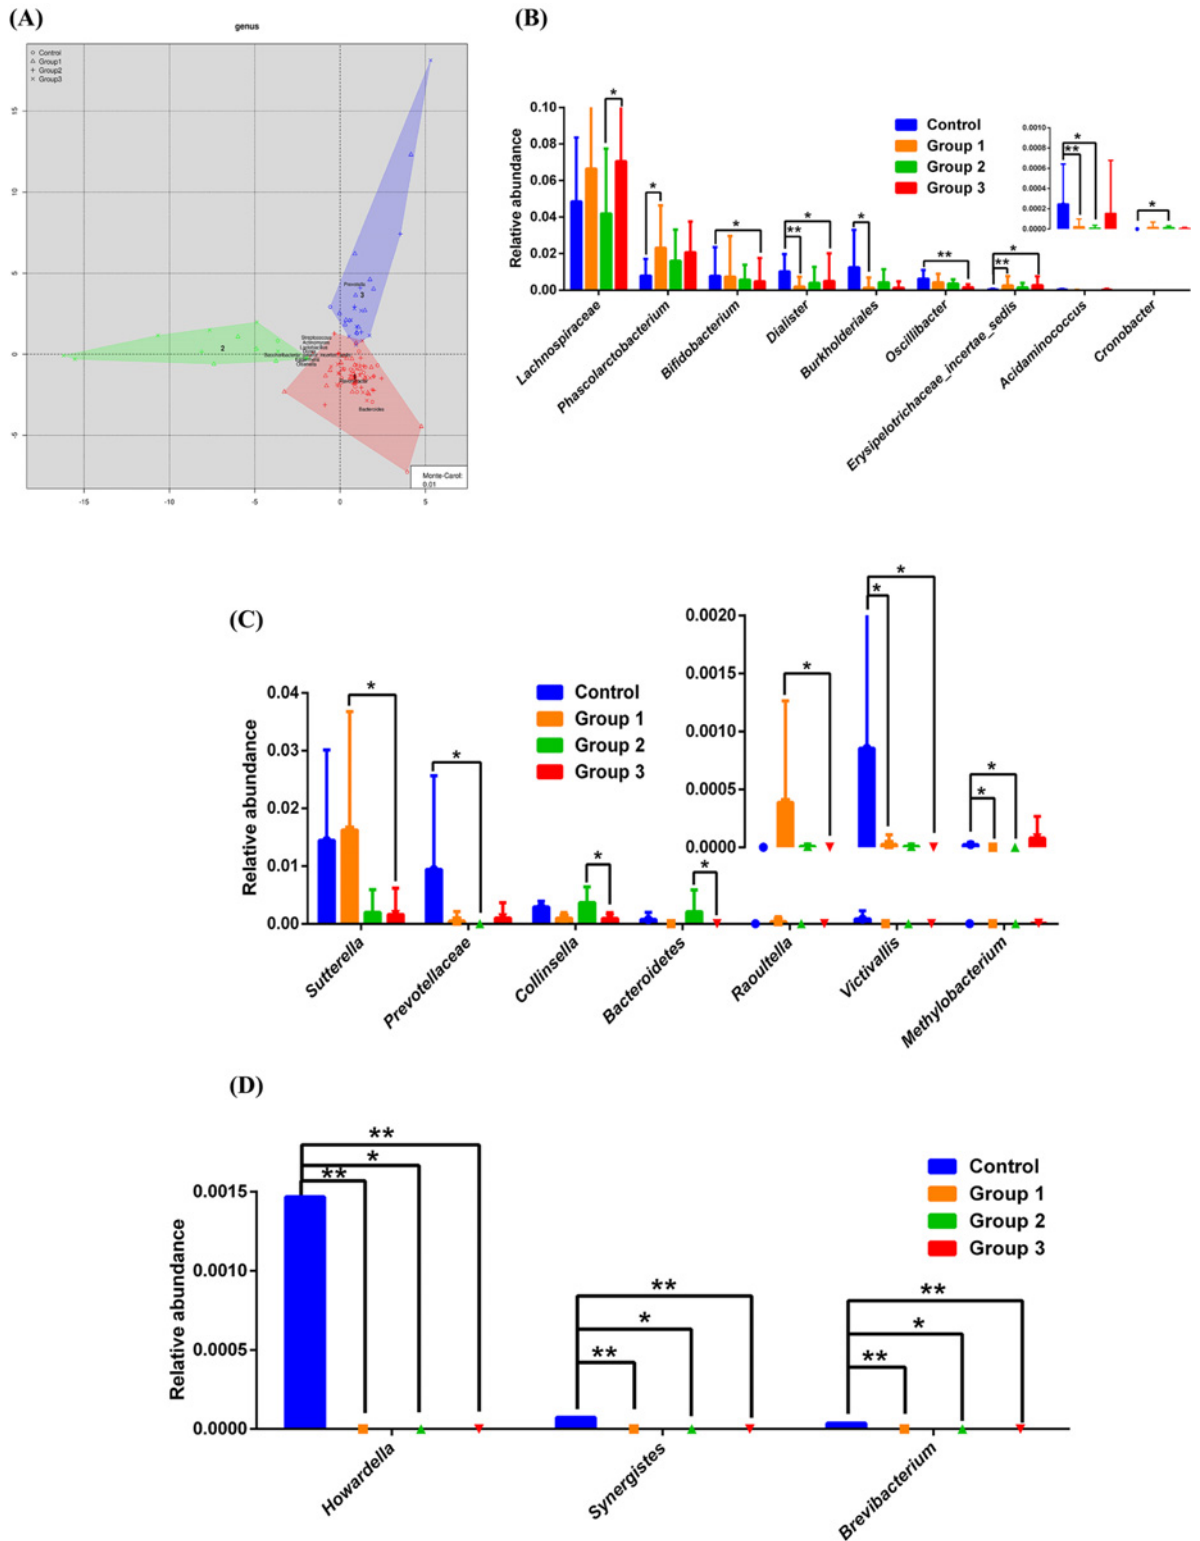 (A)
genus
Control
Group1
Group2
Group3
15
10
5
0
-5
-15
-10
-5
0
5
Prevotella
3
2
Streptococcus
Bacteroides
Monte-Carol:
0.01
(B)
Relative abundance
0.10
0.08
0.06
0.04
0.02
0.00
*
*
*
**
*
*
**
**
*
Control
Group 1
Group 2
Group 3
0.0010
0.0008
0.0006
0.0004
0.0002
0.0000
*
**
*
Lachnospiraceae
Phascolarctobacterium
Bifidobacterium
Dialister
Burkholderiales
Oscillibacter
Erysipelotrichaceae_incertae_sedis
Acidaminococcus
Cronobacter
(C)
Relative abundance
0.04
0.03
0.02
0.01
0.00
*
*
*
*
Control
Group 1
Group 2
Group 3
0.0020
0.0015
0.0010
0.0005
0.0000
*
*
*
*
*
Sutterella
Prevotellaceae
Collinsella
Bacteroidetes
Raoultella
Victivallis
Methylobacterium
(D)
Relative abundance
0.0015
0.0010
0.0005
0.0000
**
*
**
**
*
**
**
*
**
Control
Group 1
Group 2
Group 3
Howardella
Synergistes
Brevibacterium